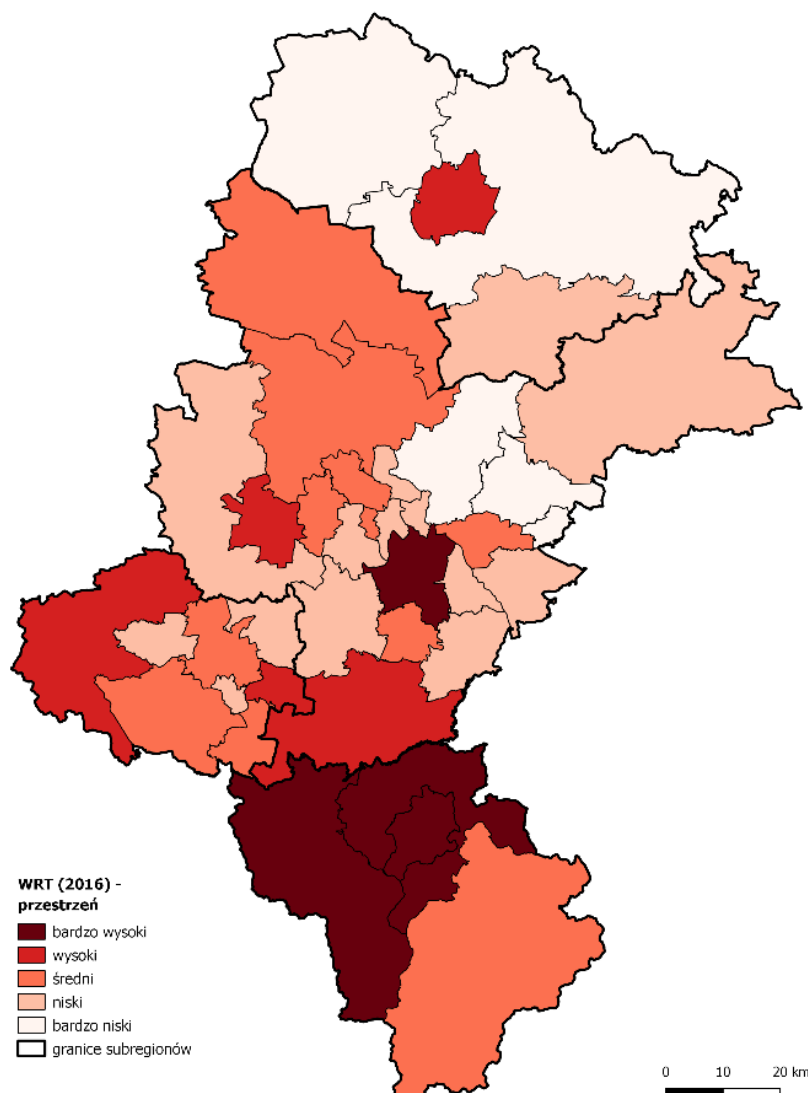 WRT (2016) -
przestrzeń
bardzo wysoki
wysoki
średni
niski
bardzo niski
granice subregionów
0 10 20 km